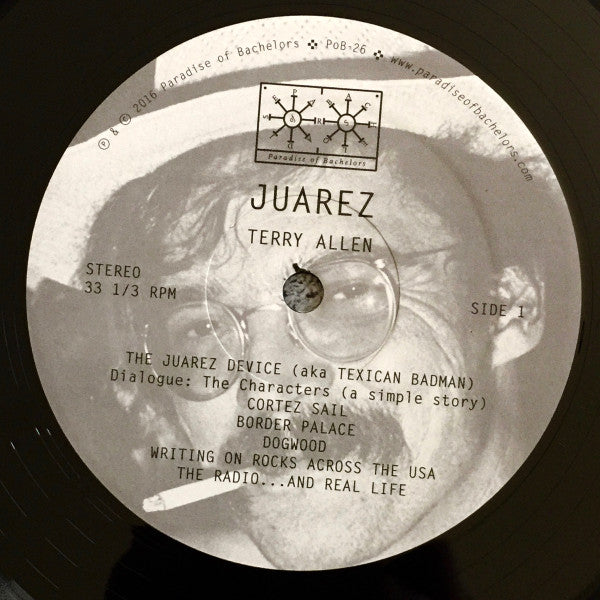 ℗ & © 2016 Paradise of Bachelors ❖ PoB-26 ❖ www.paradiseofbachelors.com
Paradise of Bachelors
JUAREZ
TERRY ALLEN
STEREO
33 1/3 RPM
SIDE 1
THE JUAREZ DEVICE (aka TEXICAN BADMAN)
Dialogue: The Characters (a simple story)
CORTEZ SAIL
BORDER PALACE
DOGWOOD
WRITING ON ROCKS ACROSS THE USA
THE RADIO...AND REAL LIFE